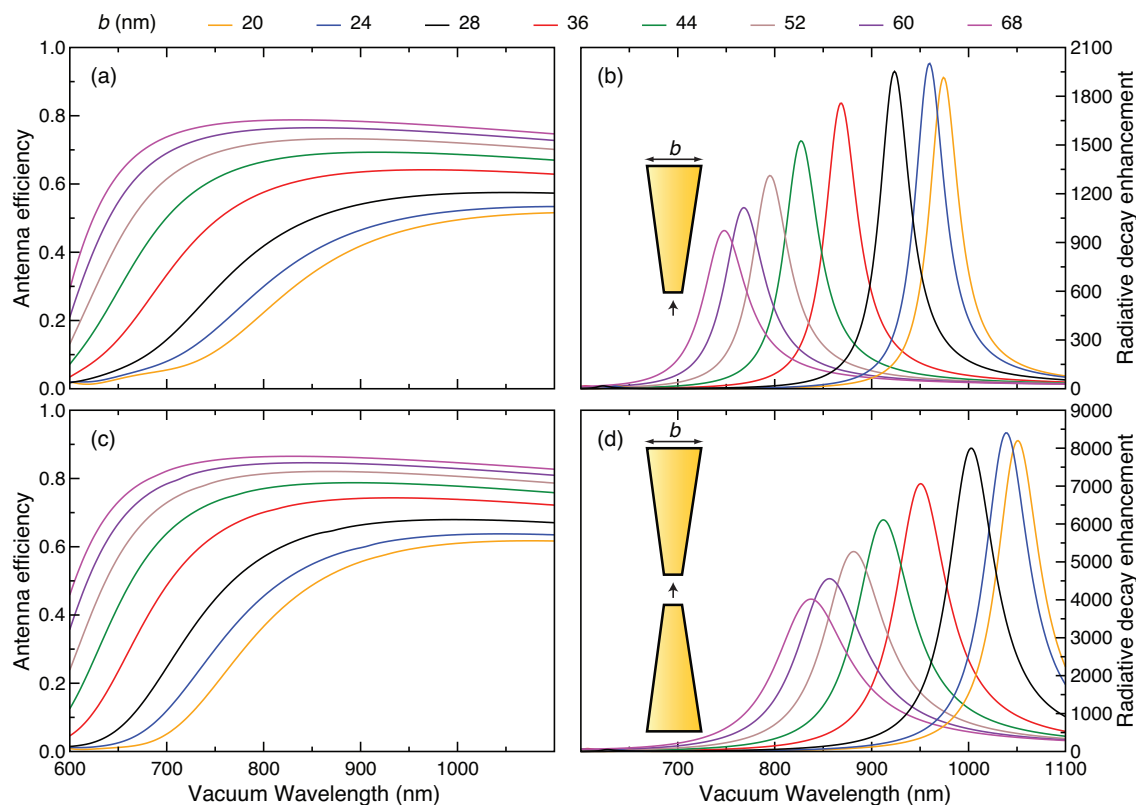 b (nm) 20 24 28 36 44 52 60 68
(a)
Antenna efficiency
1.0
0.8
0.6
0.4
0.2
0.0
(b)
b
Radiative decay enhancement
2100
1800
1500
1200
900
600
300
0
(c)
Antenna efficiency
1.0
0.8
0.6
0.4
0.2
0.0
600 700 800 900 1000
Vacuum Wavelength (nm)
(d)
b
Radiative decay enhancement
9000
8000
7000
6000
5000
4000
3000
2000
1000
0
700 800 900 1000 1100
Vacuum Wavelength (nm)